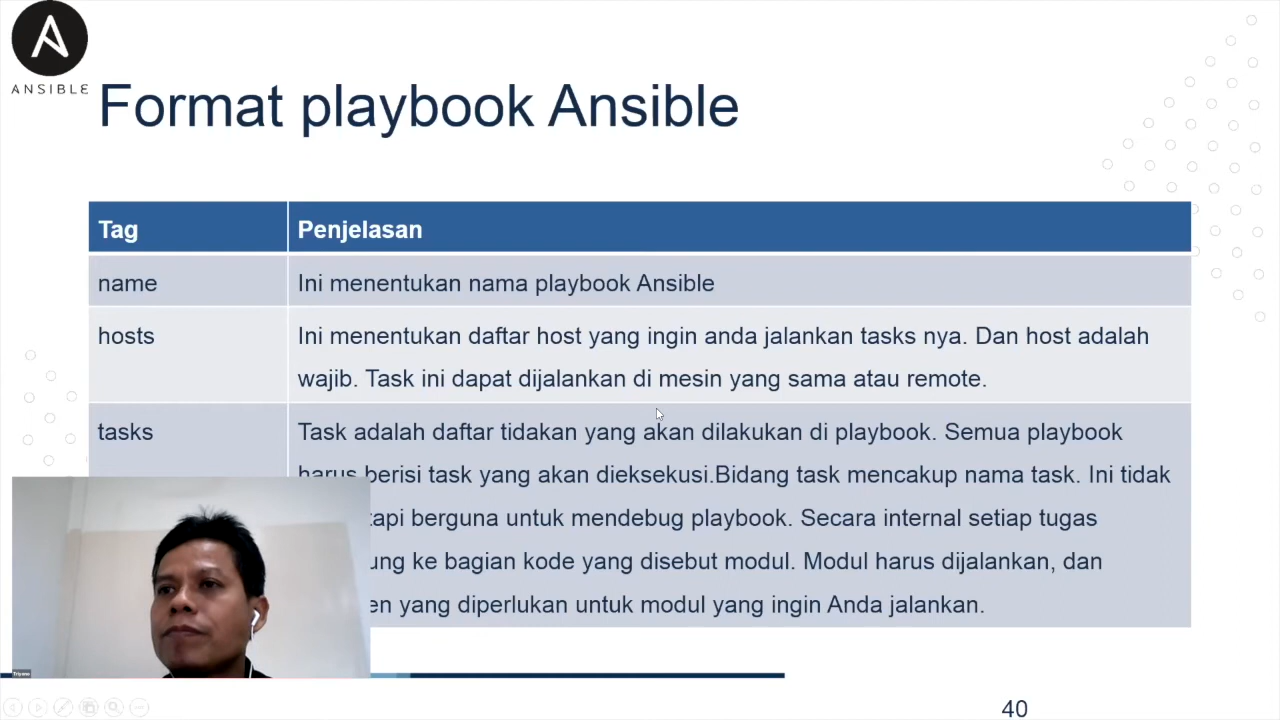 ANSIBLE
Format playbook Ansible
Tag
Penjelasan
name
Ini menentukan nama playbook Ansible
hosts
Ini menentukan daftar host yang ingin anda jalankan tasks nya. Dan host adalah
wajib. Task ini dapat dijalankan di mesin yang sama atau remote.
tasks
Task adalah daftar tidakan yang akan dilakukan di playbook. Semua playbook
harus berisi task yang akan dieksekusi.Bidang task mencakup nama task. Ini tidak
berguna untuk mendebug playbook. Secara internal setiap tugas
ke bagian kode yang disebut modul. Modul harus dijalankan, dan
yang diperlukan untuk modul yang ingin Anda jalankan.
Triyono
40